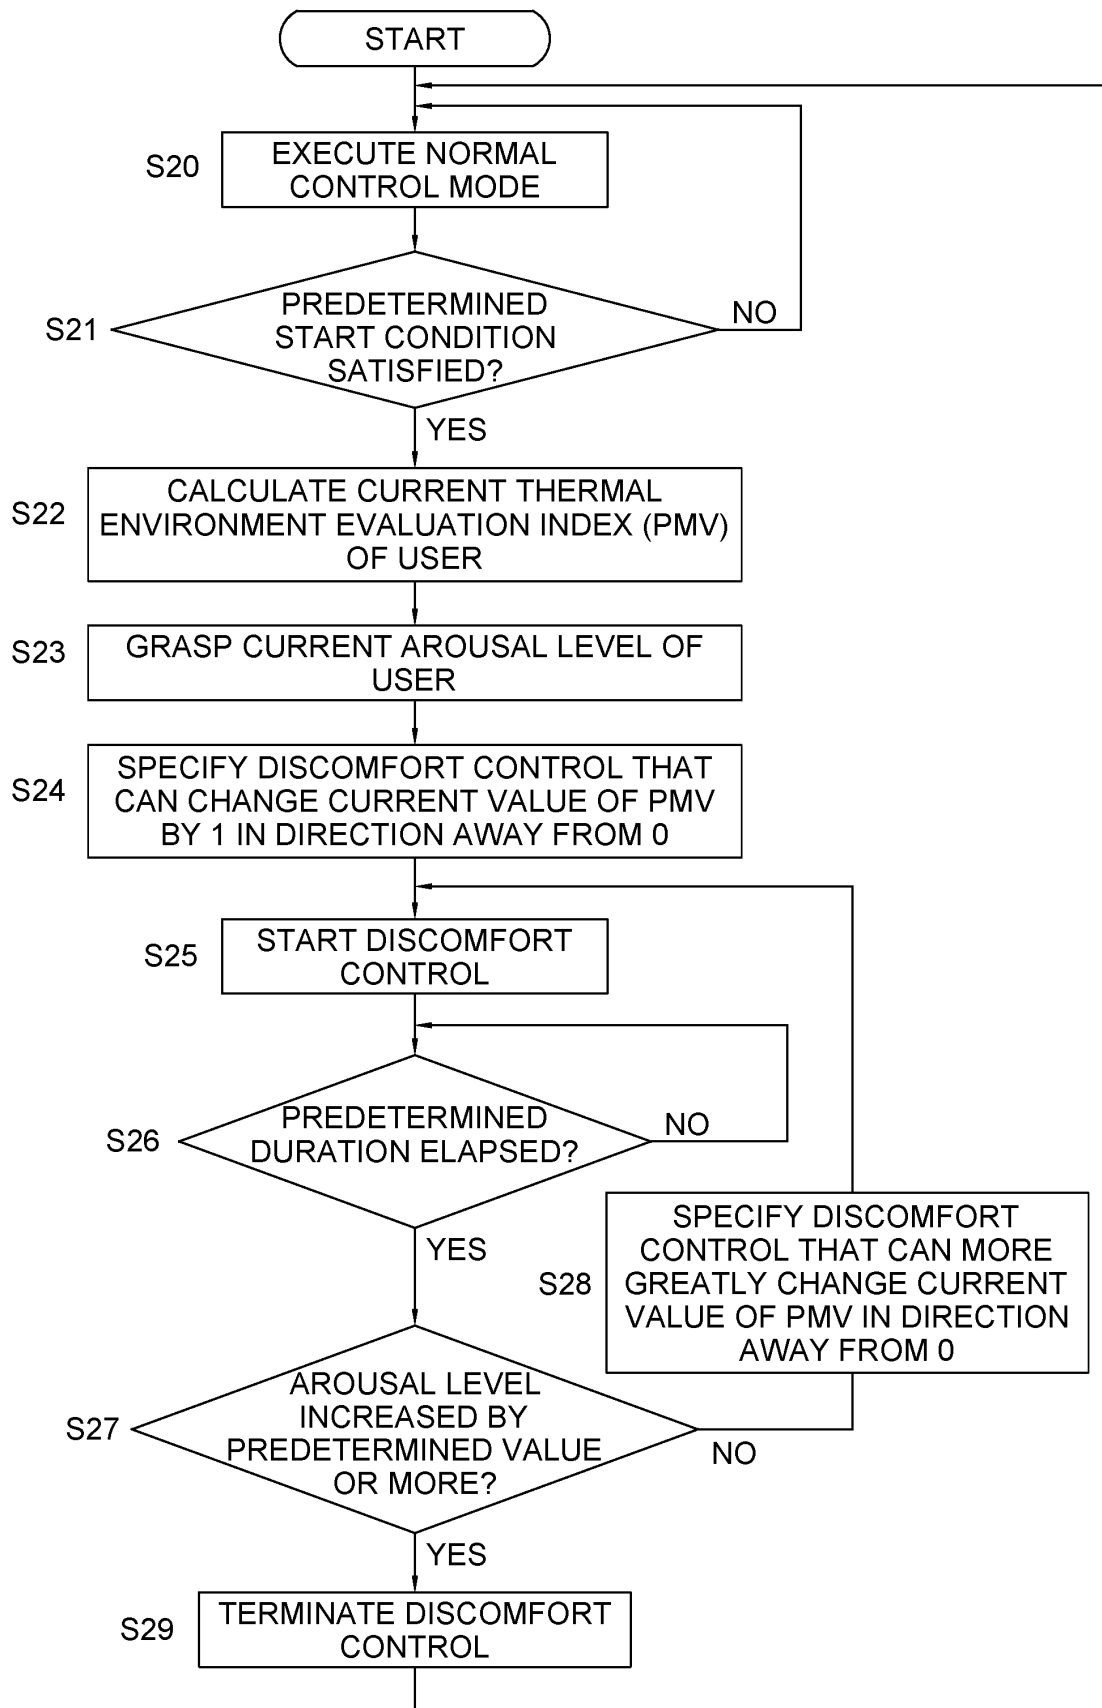 START
S20
EXECUTE NORMAL
CONTROL MODE
S21
PREDETERMINED
START CONDITION
SATISFIED?
NO
YES
S22
CALCULATE CURRENT THERMAL
ENVIRONMENT EVALUATION INDEX (PMV)
OF USER
S23
GRASP CURRENT AROUSAL LEVEL OF
USER
S24
SPECIFY DISCOMFORT CONTROL THAT
CAN CHANGE CURRENT VALUE OF PMV
BY 1 IN DIRECTION AWAY FROM 0
S25
START DISCOMFORT
CONTROL
S26
PREDETERMINED
DURATION ELAPSED?
NO
YES
S28
SPECIFY DISCOMFORT
CONTROL THAT CAN MORE
GREATLY CHANGE CURRENT
VALUE OF PMV IN DIRECTION
AWAY FROM 0
S27
AROUSAL LEVEL
INCREASED BY
PREDETERMINED VALUE
OR MORE?
NO
YES
S29
TERMINATE DISCOMFORT
CONTROL